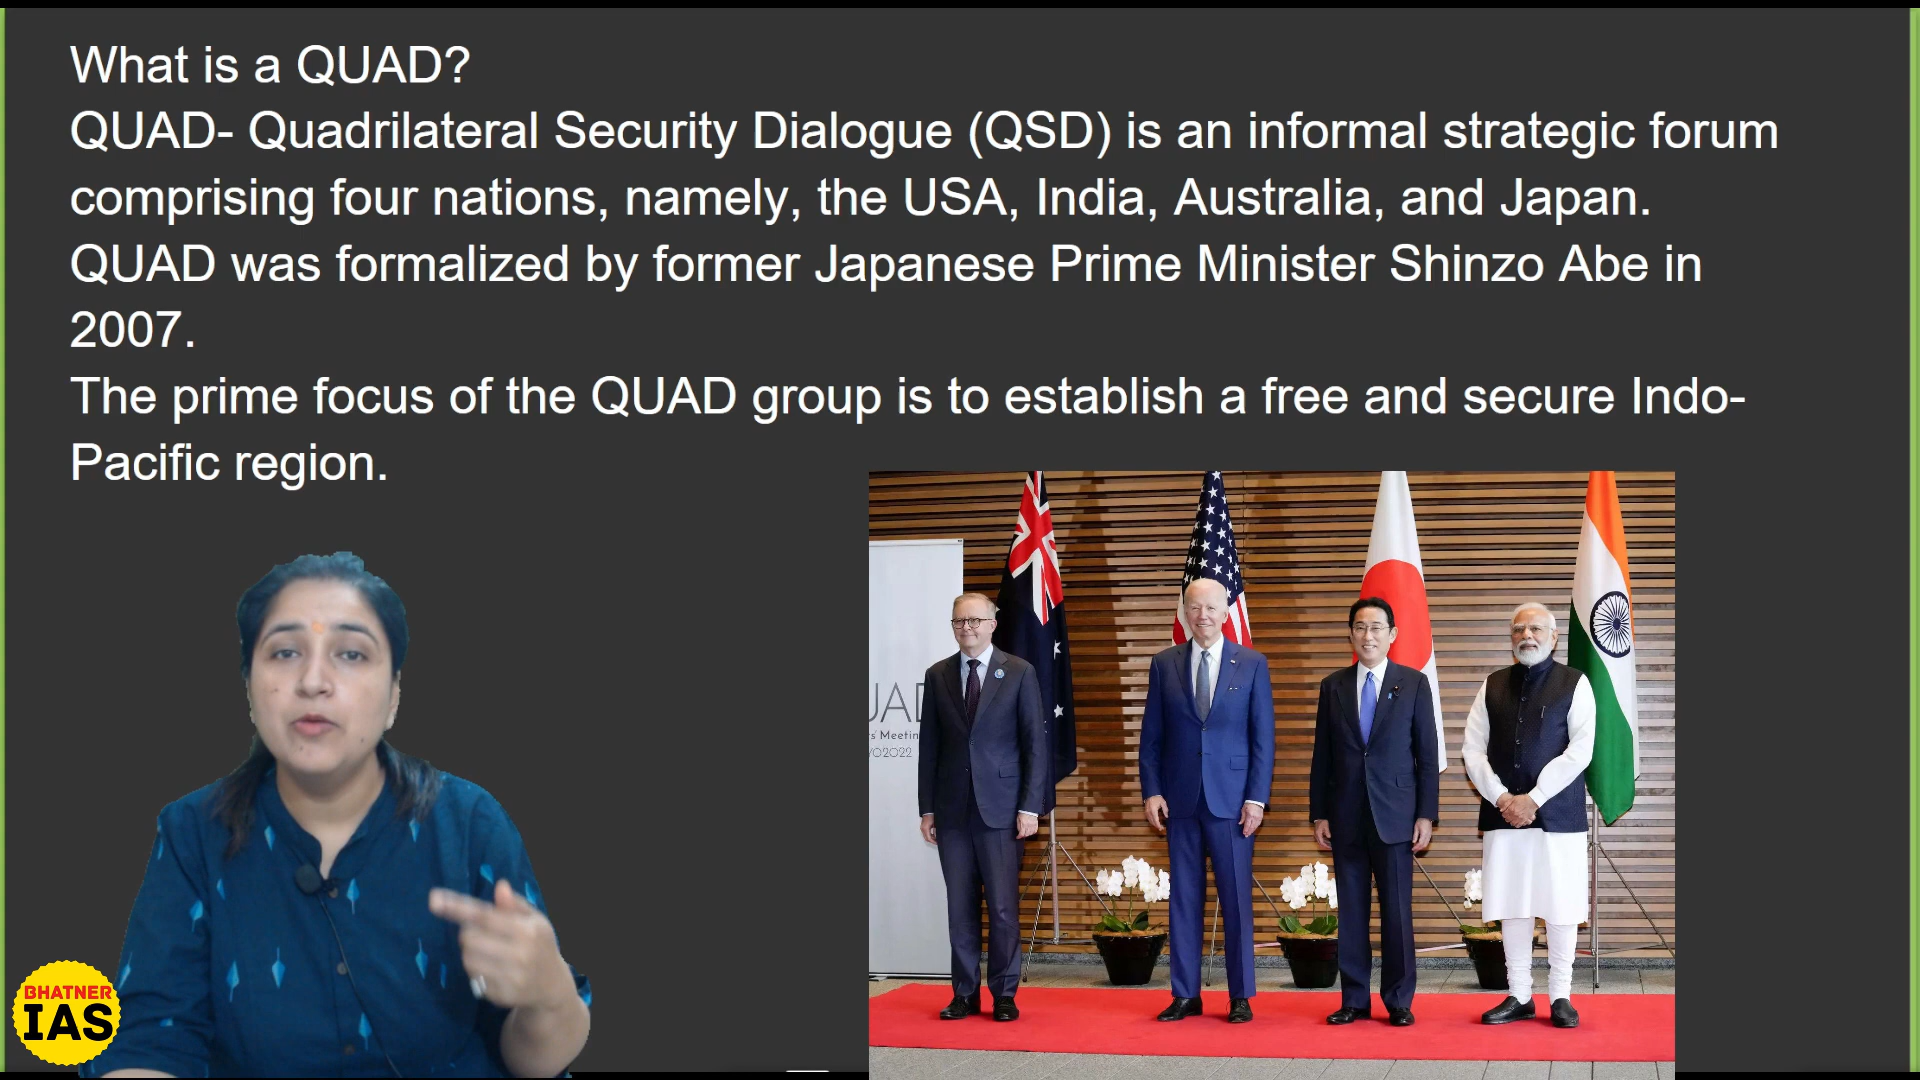 What is a QUAD?
QUAD- Quadrilateral Security Dialogue (QSD) is an informal strategic forum
comprising four nations, namely, the USA, India, Australia, and Japan.
QUAD was formalized by former Japanese Prime Minister Shinzo Abe in
2007.
The prime focus of the QUAD group is to establish a free and secure Indo-
Pacific region.
Meetin
2022
BHATNER
IAS